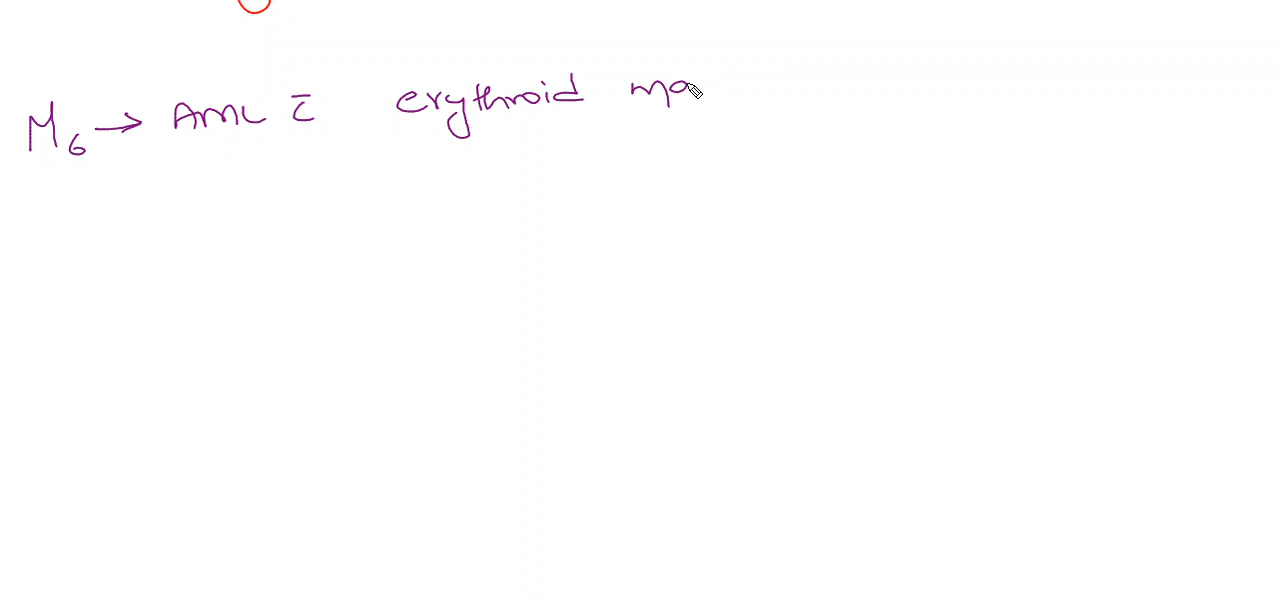 M6 → AML c̄ erythroid ma